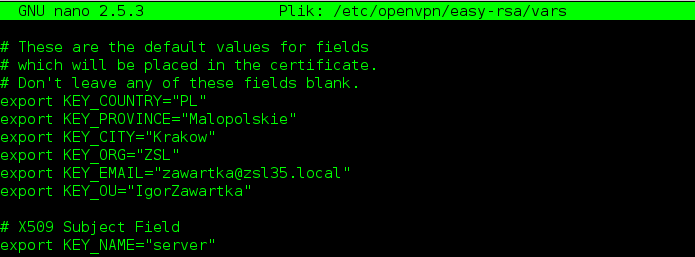 GNU nano 2.5.3 Plik: /etc/openvpn/easy-rsa/vars
# These are the default values for fields
# which will be placed in the certificate.
# Don't leave any of these fields blank.
export KEY_COUNTRY="PL"
export KEY_PROVINCE="Malopolskie"
export KEY_CITY="Krakow"
export KEY_ORG="ZSL"
export KEY_EMAIL="zawartka@zsl35.local"
export KEY_OU="IgorZawartka"
# X509 Subject Field
export KEY_NAME="server"